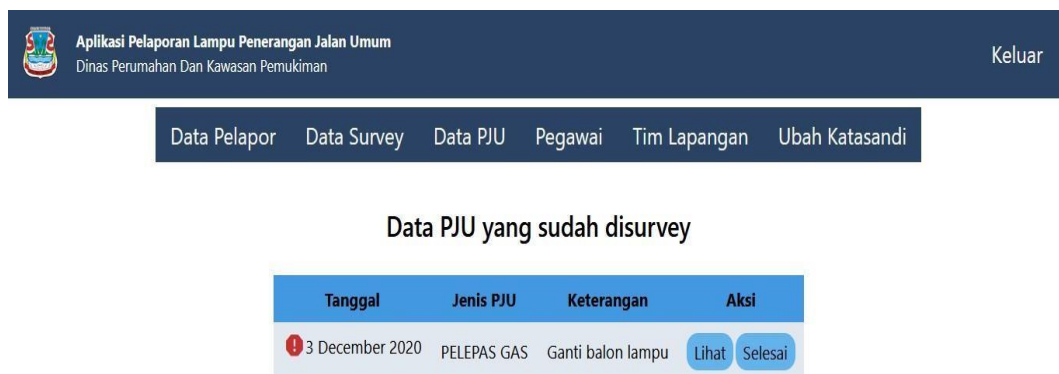 Aplikasi Pelaporan Lampu Penerangan Jalan Umum
Dinas Perumahan Dan Kawasan Pemukiman
Keluar
Data Pelapor Data Survey Data PJU Pegawai Tim Lapangan Ubah Katasandi
Data PJU yang sudah disurvey
Tanggal Jenis PJU Keterangan Aksi
3 December 2020 PELEPAS GAS Ganti balon lampu Lihat Selesai